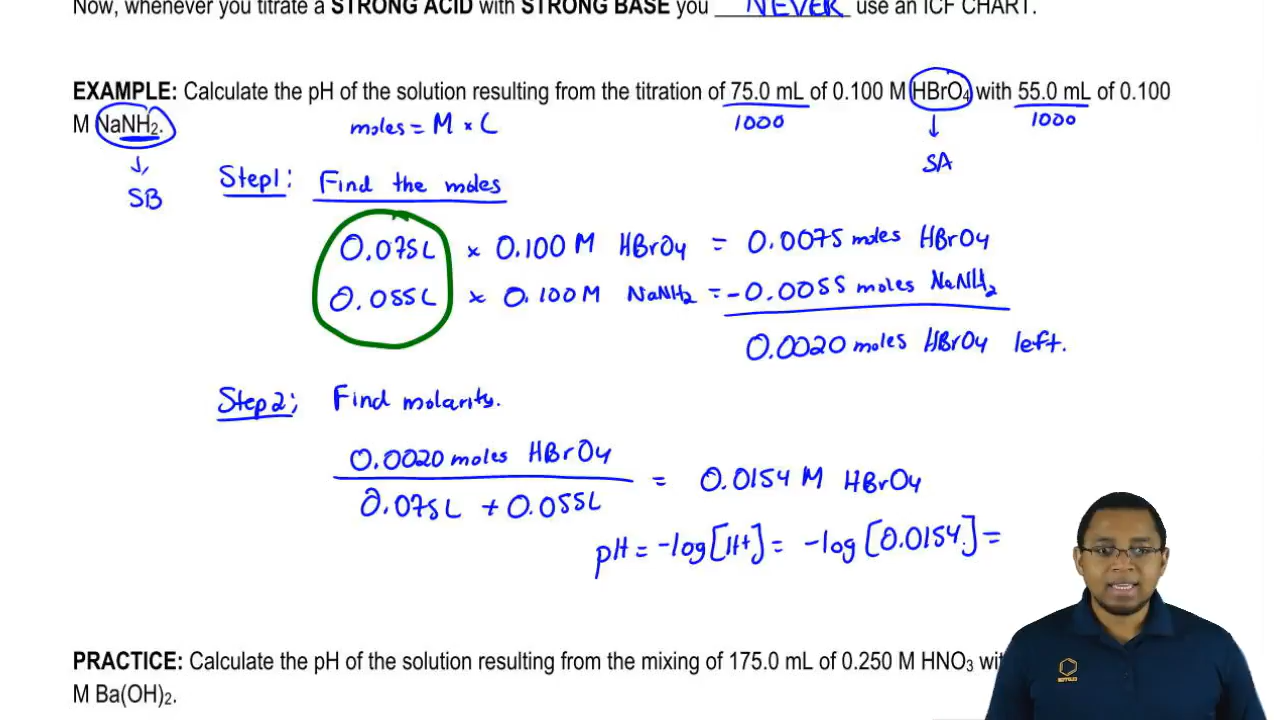 Now, whenever you titrate a STRONG ACID with STRONG BASE you NEVER use an ICF CHART.
EXAMPLE: Calculate the pH of the solution resulting from the titration of 75.0 mL of 0.100 M HBrO₄ with 55.0 mL of 0.100
1000
1000
M NaNH₂.
moles = M × L
↓
SA
↓
SB
Step 1: Find the moles
0.075L × 0.100 M HBrO₄ = 0.0075 moles HBrO₄
0.055L × 0.100 M NaNH₂ = -0.0055 moles NaNH₂
0.0020 moles HBrO₄ left.
Step 2: Find molarity.
0.0020 moles HBrO₄
0.075L + 0.055L
= 0.0154 M HBrO₄
pH = -log[H+] = -log[0.0154] =
PRACTICE: Calculate the pH of the solution resulting from the mixing of 175.0 mL of 0.250 M HNO₃
M Ba(OH)₂.